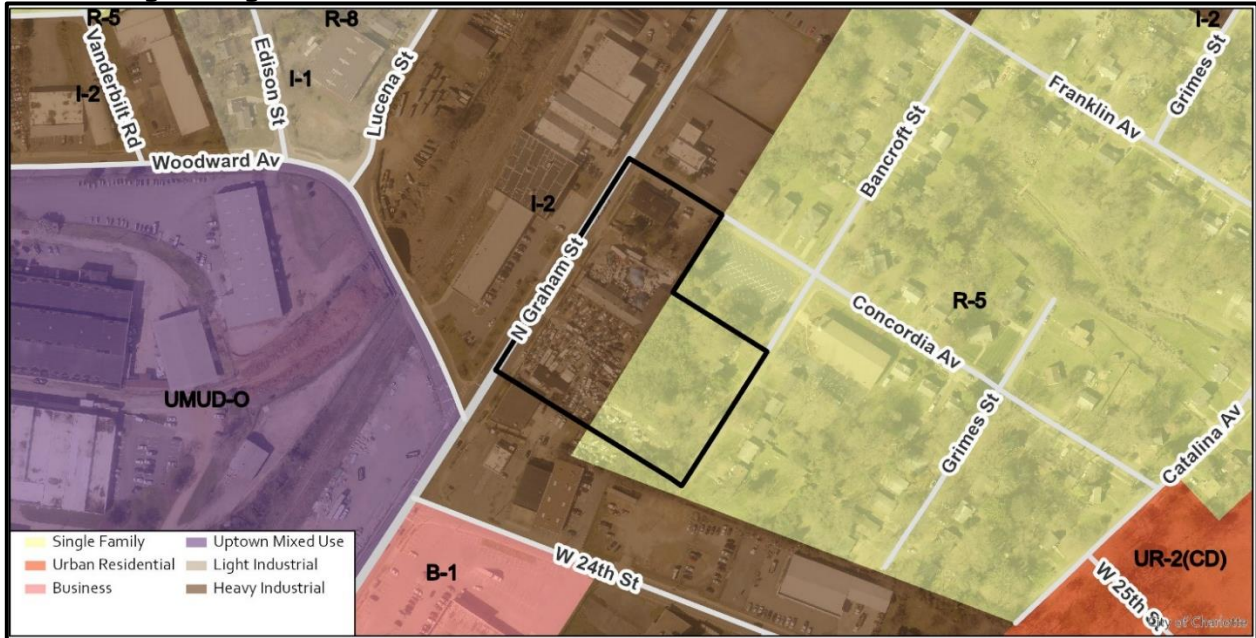 R-5
R-8
I-2
Vanderbilt Rd
Edison St
I-1
Lucena St
Grimes St
I-2
Franklin Av
Woodward Av
Bancroft St
I-2
N Graham St
R-5
Concordia Av
UMUD-O
Grimes St
Catalina Av
Single Family
Uptown Mixed Use
Urban Residential
Light Industrial
Business
Heavy Industrial
B-1
W 24th St
UR-2(CD)
W 25th St
City of Charlotte